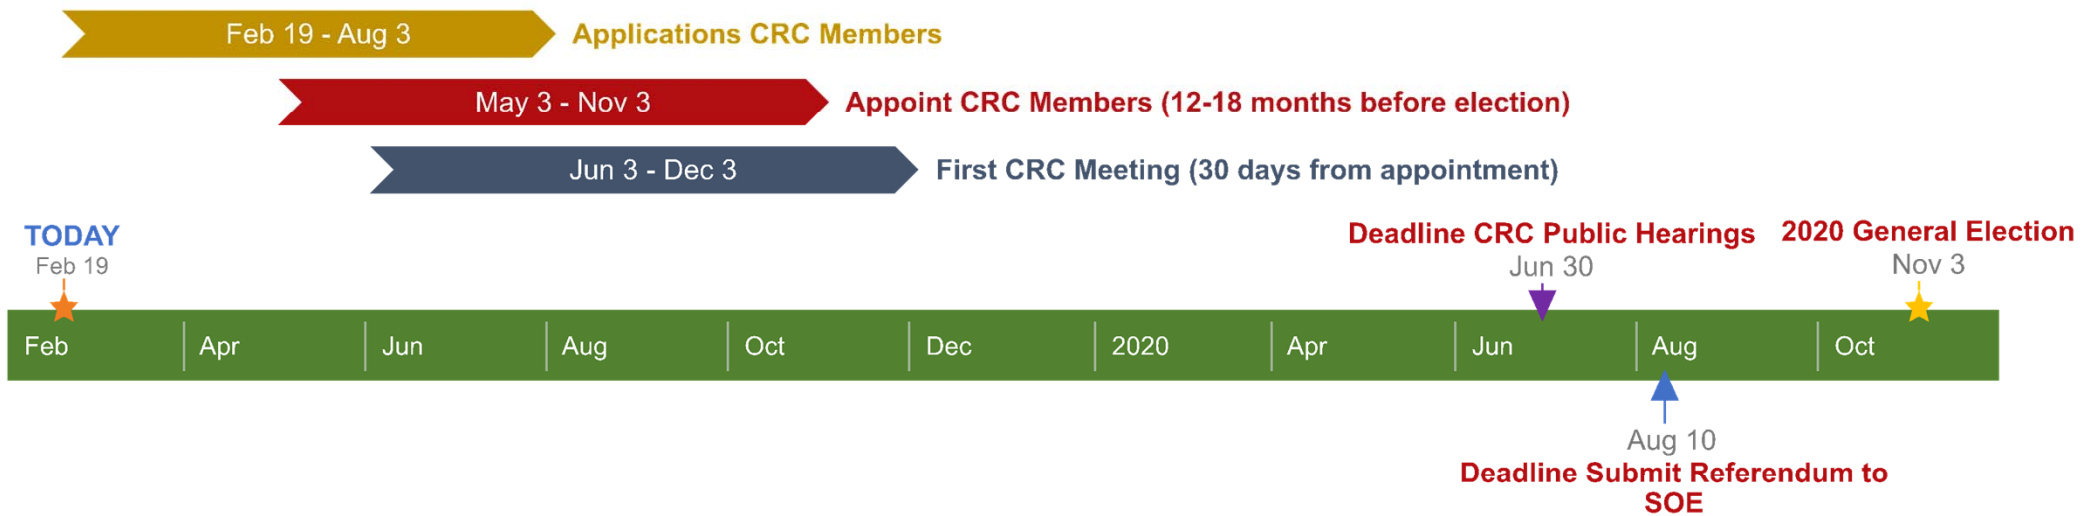 Feb 19 - Aug 3 Applications CRC Members
May 3 - Nov 3 Appoint CRC Members (12-18 months before election)
Jun 3 - Dec 3 First CRC Meeting (30 days from appointment)
TODAY
Feb 19
Deadline CRC Public Hearings
Jun 30
2020 General Election
Nov 3
Feb Apr Jun Aug Oct Dec 2020 Apr Jun Aug Oct
Aug 10
Deadline Submit Referendum to
SOE